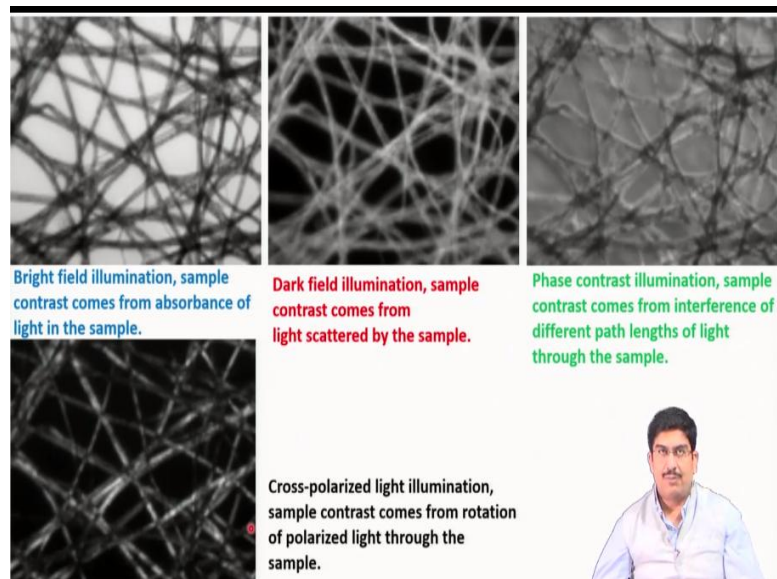 Bright field illumination, sample
contrast comes from absorbance of
light in the sample.
Dark field illumination, sample
contrast comes from
light scattered by the sample.
Phase contrast illumination, sample
contrast comes from interference of
different path lengths of light
through the sample.
Cross-polarized light illumination,
sample contrast comes from rotation
of polarized light through the
sample.